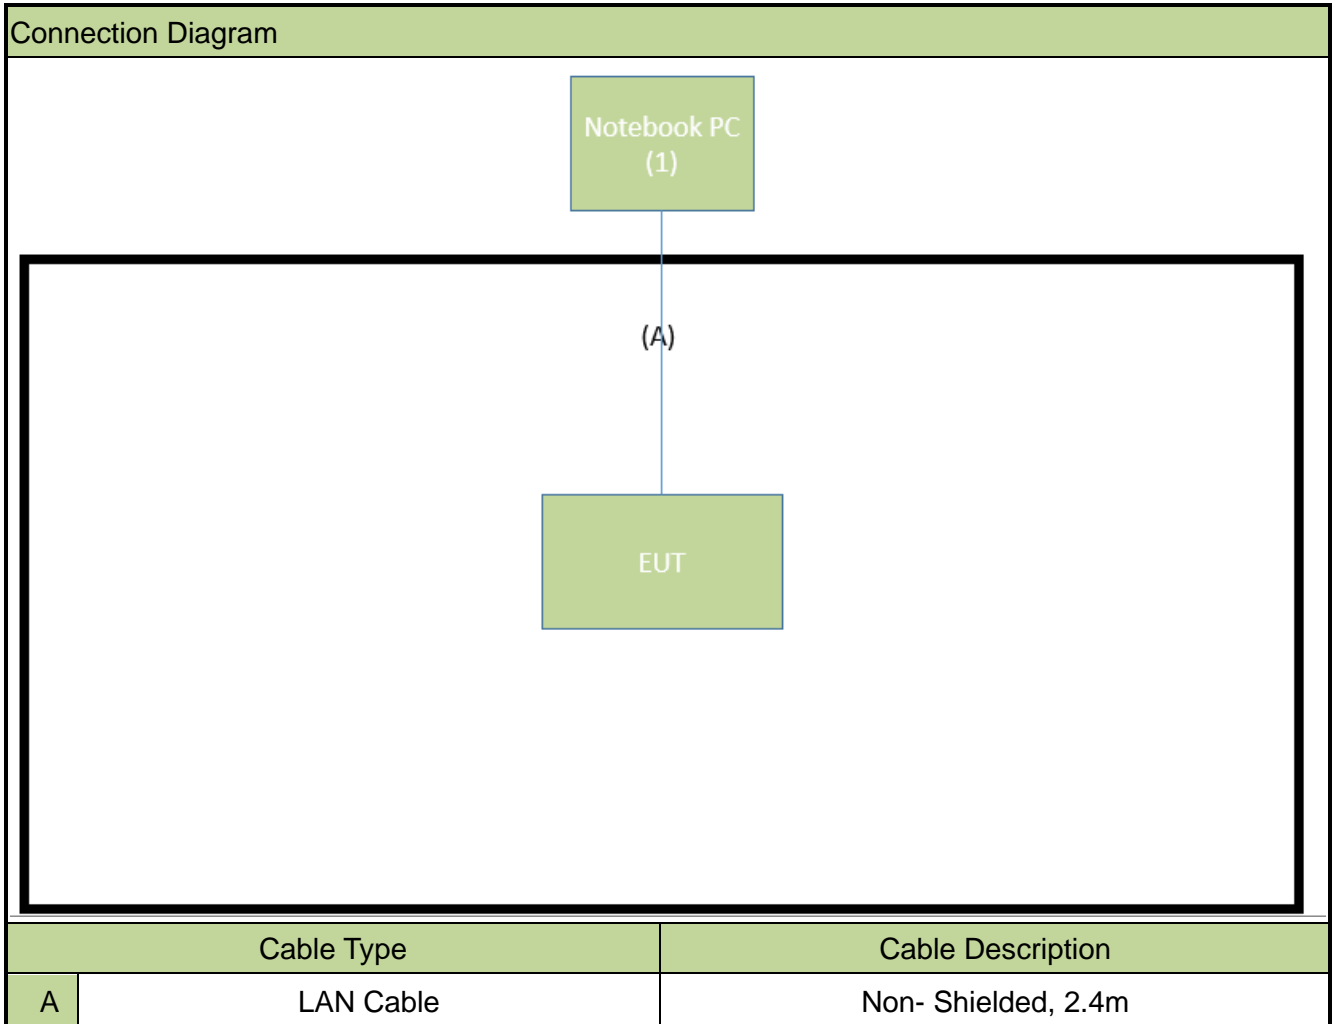 Connection Diagram
Notebook PC
(1)
(A)
EUT
Cable Type Cable Description
A LAN Cable Non- Shielded, 2.4m